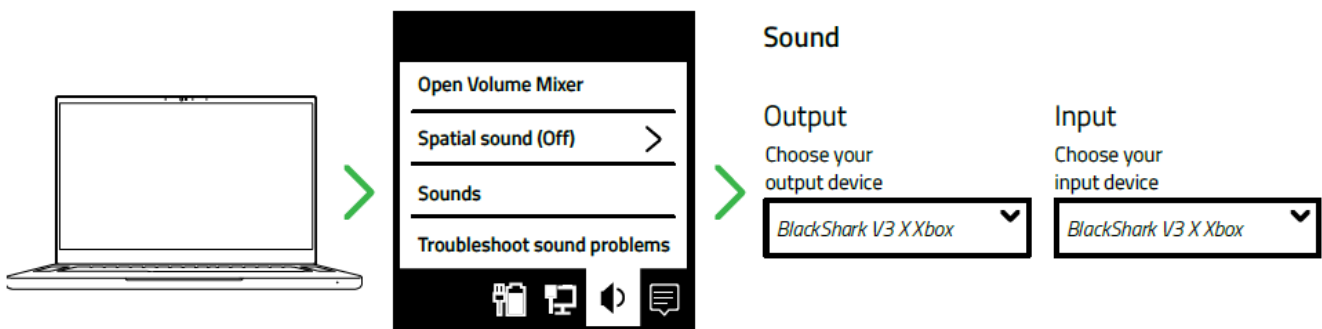 Open Volume Mixer
Spatial sound (Off)
Sounds
Troubleshoot sound problems
Sound
Output
Choose your
output device
BlackShark V3 X Xbox
Input
Choose your
input device
BlackShark V3 X Xbox